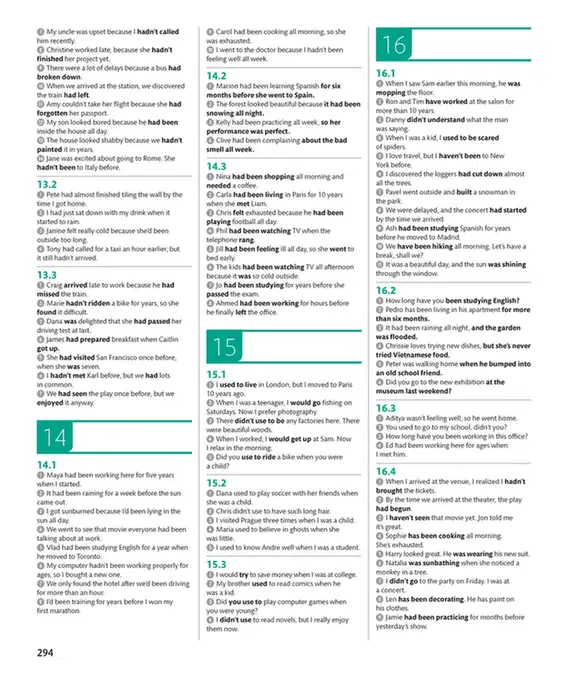 7 My uncle was upset because I hadn't called
him recently.
8 Christine worked late, because she hadn't
finished her project yet.
9 There were a lot of delays because a bus had
broken down.
10 When we arrived at the station, we discovered
the train had left.
11 Amy couldn't take her flight because she had
forgotten her passport.
12 My son looked bored because he had been
inside the house all day.
13 The house looked shabby because we hadn't
painted it in years.
14 Jane was excited about going to Rome. She
hadn't been to Italy before.
13.2
1 Pete had almost finished tiling the wall by the
time I got home.
2 I had just sat down with my drink when it
started to rain.
3 Janine felt really cold because she'd been
outside too long.
4 Tony had called for a taxi an hour earlier, but
it still hadn't arrived.
13.3
1 Craig arrived late to work because he had
missed the train.
2 Marie hadn't ridden a bike for years, so she
found it difficult.
3 Dana was delighted that she had passed her
driving test at last.
4 James had prepared breakfast when Caitlin
got up.
5 She had visited San Francisco once before,
when she was seven.
6 I hadn't met Karl before, but we had lots
in common.
7 We had seen the play once before, but we
enjoyed it anyway.
14
14.1
1 Maya had been working here for five years
when I started.
2 It had been raining for a week before the sun
came out.
3 I got sunburned because I'd been lying in the
sun all day.
4 We went to see that movie everyone had been
talking about at work.
5 Vlad had been studying English for a year when
he moved to Toronto.
6 My computer hadn't been working properly for
ages, so I bought a new one.
7 We only found the hotel after we'd been driving
for more than an hour.
8 I'd been training for years before I won my
first marathon.
9 Carol had been cooking all morning, so she
was exhausted.
10 I went to the doctor because I hadn't been
feeling well all week.
14.2
1 Marion had been learning Spanish for six
months before she went to Spain.
2 The forest looked beautiful because it had been
snowing all night.
3 Kelly had been practicing all week, so her
performance was perfect.
4 Clive had been complaining about the bad
smell all week.
14.3
1 Nina had been shopping all morning and
needed a coffee.
2 Carla had been living in Paris for 10 years
when she met Liam.
3 Chris felt exhausted because he had been
playing football all day.
4 Phil had been watching TV when the
telephone rang.
5 Jill had been feeling ill all day, so she went to
bed early.
6 The kids had been watching TV all afternoon
because it was so cold outside.
7 Jo had been studying for years before she
passed the exam.
8 Ahmed had been working for hours before
he finally left the office.
15
15.1
1 I used to live in London, but I moved to Paris
10 years ago.
2 When I was a teenager, I would go fishing on
Saturdays. Now I prefer photography.
3 There didn't use to be any factories here. There
were beautiful woods.
4 When I worked, I would get up at 5am. Now
I relax in the morning.
5 Did you use to ride a bike when you were
a child?
15.2
1 Dana used to play soccer with her friends when
she was a child.
2 Chris didn't use to have such long hair.
3 I visited Prague three times when I was a child.
4 Maria used to believe in ghosts when she
was little.
5 I used to know Andre well when I was a student.
15.3
1 I would try to save money when I was at college.
2 My brother used to read comics when he
was a kid.
3 Did you use to play computer games when
you were young?
4 I didn't use to read novels, but I really enjoy
them now.
16
16.1
1 When I saw Sam earlier this morning, he was
mopping the floor.
2 Ron and Tim have worked at the salon for
more than 10 years.
3 Danny didn't understand what the man
was saying.
4 When I was a kid, I used to be scared
of spiders.
5 I love travel, but I haven't been to New
York before.
6 I discovered the loggers had cut down almost
all the trees.
7 Pavel went outside and built a snowman in
the park.
8 We were delayed, and the concert had started
by the time we arrived.
9 Ash had been studying Spanish for years
before he moved to Madrid.
10 We have been hiking all morning. Let's have a
break, shall we?
11 It was a beautiful day, and the sun was shining
through the window.
16.2
1 How long have you been studying English?
2 Pedro has been living in his apartment for more
than six months.
3 It had been raining all night, and the garden
was flooded.
4 Chrissie loves trying new dishes, but she's never
tried Vietnamese food.
5 Peter was walking home when he bumped into
an old school friend.
6 Did you go to the new exhibition at the
museum last weekend?
16.3
1 Aditya wasn't feeling well, so he went home.
2 You used to go to my school, didn't you?
3 How long have you been working in this office?
4 Ed had been working here for ages when
I met him.
16.4
1 When I arrived at the venue, I realized I hadn't
brought the tickets.
2 By the time we arrived at the theater, the play
had begun.
3 I haven't seen that movie yet. Jon told me
it's great.
4 Sophie has been cooking all morning.
She's exhausted.
5 Harry looked great. He was wearing his new suit.
6 Natalia was sunbathing when she noticed a
monkey in a tree.
7 I didn't go to the party on Friday. I was at
a concert.
8 Len has been decorating. He has paint on
his clothes.
9 Jamie had been practicing for months before
yesterday's show.
294